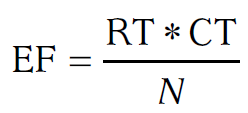 EF = RT * CT / N